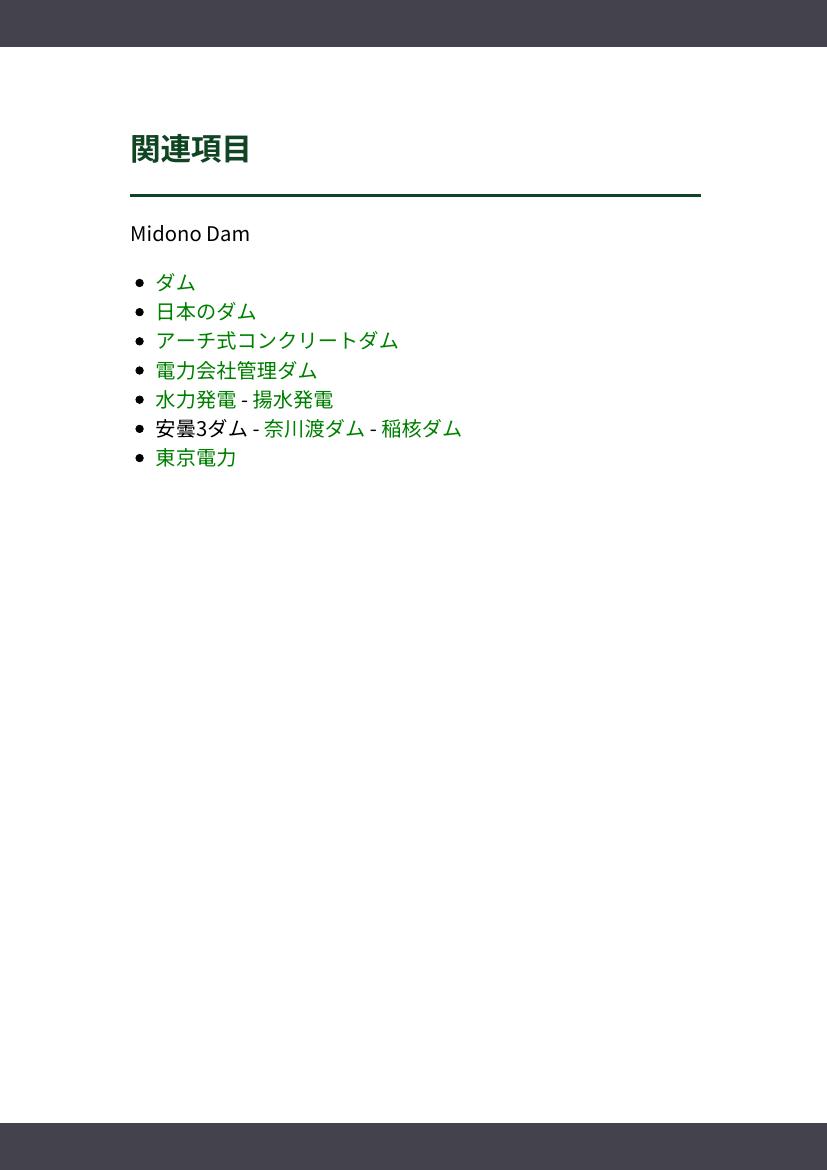 関連項目
Midono Dam
ダム
日本のダム
アーチ式コンクリートダム
電力会社管理ダム
水力発電 - 揚水発電
安曇3ダム - 奈川渡ダム - 稲核ダム
東京電力